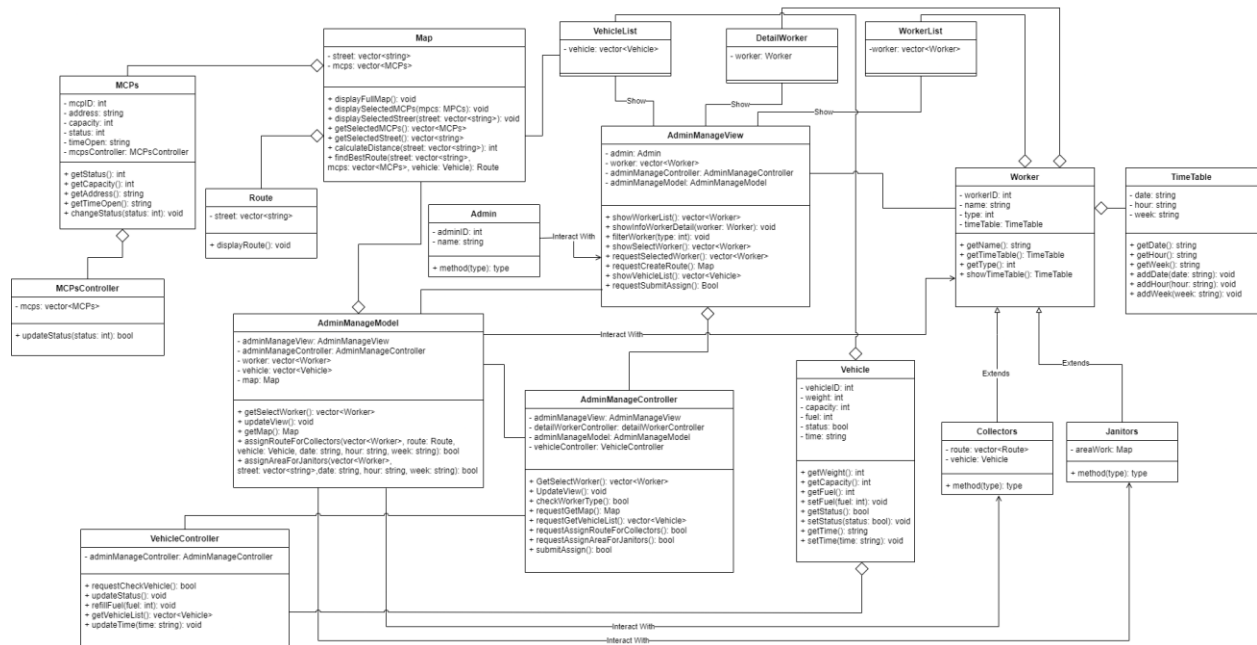 Map
- street: vector<string>
- mcps: vector<MCPs>
+ displayFullMap(): void
+ displaySelectedMCPs(mpcs: MPCs): void
+ displaySelectedStreer(street: vector<string>): void
+ getSelectedMCPs(): vector<MCPs>
+ getSelectedStreet(): vector<string>
+ calculateDistance(street: vector<string>): int
+ findBestRoute(street: vector<string>,
mcps: vector<MCPs>, vehicle: Vehicle): Route
VehicleList
- vehicle: vector<Vehicle>
DetailWorker
- worker: Worker
WorkerList
-worker: vector<Worker>
Show
Show
Show
MCPs
- mcpID: int
- address: string
- capacity: int
- status: int
- timeOpen: string
- mcpsController: MCPsController
+ getStatus(): int
+ getCapacity(): int
+ getAddress(): string
+ getTimeOpen(): string
+ changeStatus(status: int): void
Route
- street: vector<string>
+ displayRoute(): void
Admin
- adminID: int
- name: string
+ method(type): type
Interact With
AdminManageView
- admin: Admin
- worker: vector<Worker>
- adminManageController: AdminManageController
- adminManageModel: AdminManageModel
+ showWorkerList(): vector<Worker>
+ showInfoWorkerDetail(worker: Worker): void
+ filterWorker(type: int): void
+ showSelectWorker(): vector<Worker>
+ requestSelectedWorker(): vector<Worker>
+ requestCreateRoute(): Map
+ showVehicleList(): vector<Vehicle>
+ requestSubmitAssign(): Bool
Worker
- workerID: int
- name: string
- type: int
- timeTable: TimeTable
+ getName(): string
+ getTimeTable(): TimeTable
+ getType(): int
+ showTimeTable(): TimeTable
TimeTable
- date: string
- hour: string
- week: string
+ getDate(): string
+ getHour(): string
+ getWeek(): string
+ addDate(date: string): void
+ addHour(hour: string): void
+ addWeek(week: string): void
MCPsController
- mcps: vector<MCPs>
+ updateStatus(status: int): bool
AdminManageModel
- adminManageView: AdminManageView
- adminManageController: AdminManageController
- worker: vector<Worker>
- vehicle: vector<Vehicle>
- map: Map
+ getSelectWorker(): vector<Worker>
+ updateView(): void
+ getMap(): Map
+ assignRouteForCollectors(vector<Worker>, route: Route,
vehicle: Vehicle, date: string, hour: string, week: string): bool
+ assignAreaForJanitors(vector<Worker>,
street: vector<string>,date: string, hour: string, week: string): bool
Interact With
AdminManageController
- adminManageView: AdminManageView
- detailWorkerController: detailWorkerController
- adminManageModel: AdminManageModel
- vehicleController: VehicleController
+ GetSelectWorker(): vector<Worker>
+ UpdateView(): void
+ checkWorkerType(): bool
+ requestGetMap(): Map
+ requestGetVehicleList(): vector<Vehicle>
+ requestAssignRouteForCollectors(): bool
+ requestAssignAreaForJanitors(): bool
+ submitAssign(): bool
Vehicle
- vehicleID: int
- weight: int
- capacity: int
- fuel: int
- status: bool
- time: string
+ getWeight(): int
+ getCapacity(): int
+ getFuel(): int
+ setFuel(fuel: int): void
+ getStatus(): bool
+ setStatus(status: bool): void
+ getTime(): string
+ setTime(time: string): void
Extends
Extends
Collectors
- route: vector<Route>
- vehicle: Vehicle
+ method(type): type
Janitors
- areaWork: Map
+ method(type): type
VehicleController
- adminManageController: AdminManageController
+ requestCheckVehicle(): bool
+ updateStatus(): void
+ refillFuel(fuel: int): void
+ getVehicleList(): vector<Vehicle>
+ updateTime(time: string): void
Interact With
Interact With